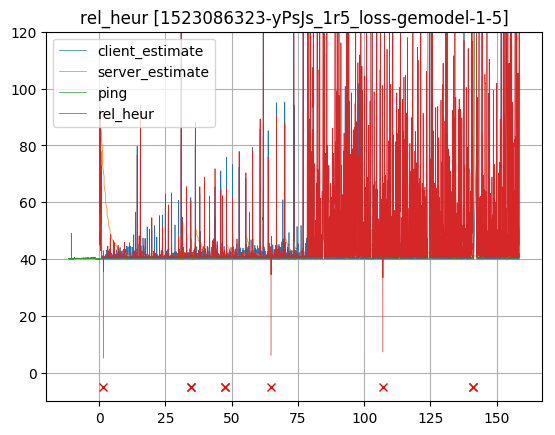 rel_heur [1523086323-yPsJs_1r5_loss-gemodel-1-5]
120
100
80
60
40
20
0
client_estimate
server_estimate
ping
rel_heur
0
25
50
75
100
125
150